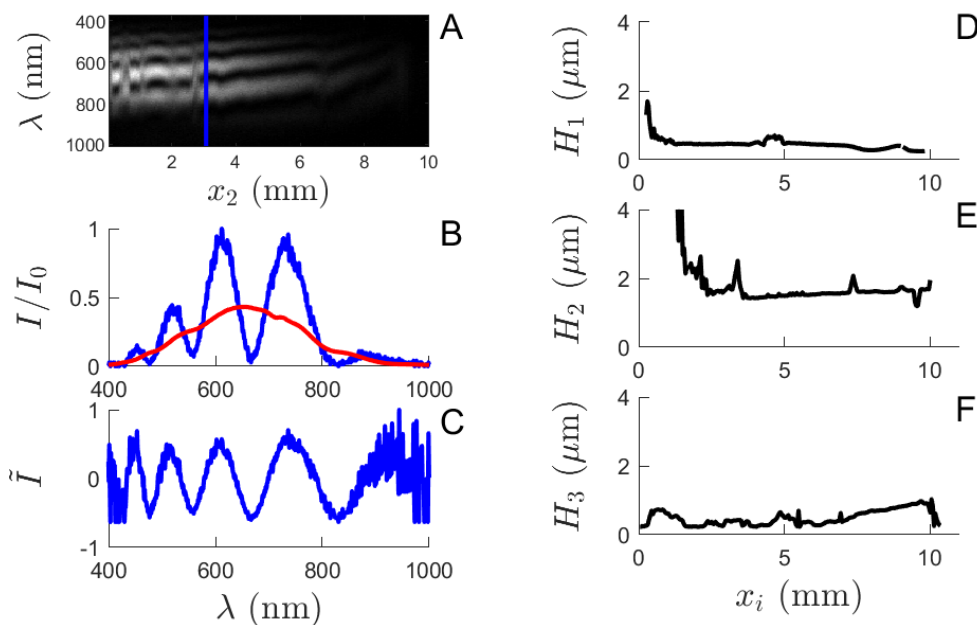 A
400
600
800
1000
λ (nm)
2 4 6 8 10
x₂ (mm)
B
1
0.5
0
I/I₀
400 600 800 1000
C
1
0
-1
Ĩ
400 600 800 1000
λ (nm)
D
4
2
0
H₁ (μm)
0 5 10
E
4
2
0
H₂ (μm)
0 5 10
F
4
2
0
H₃ (μm)
0 5 10
xᵢ (mm)